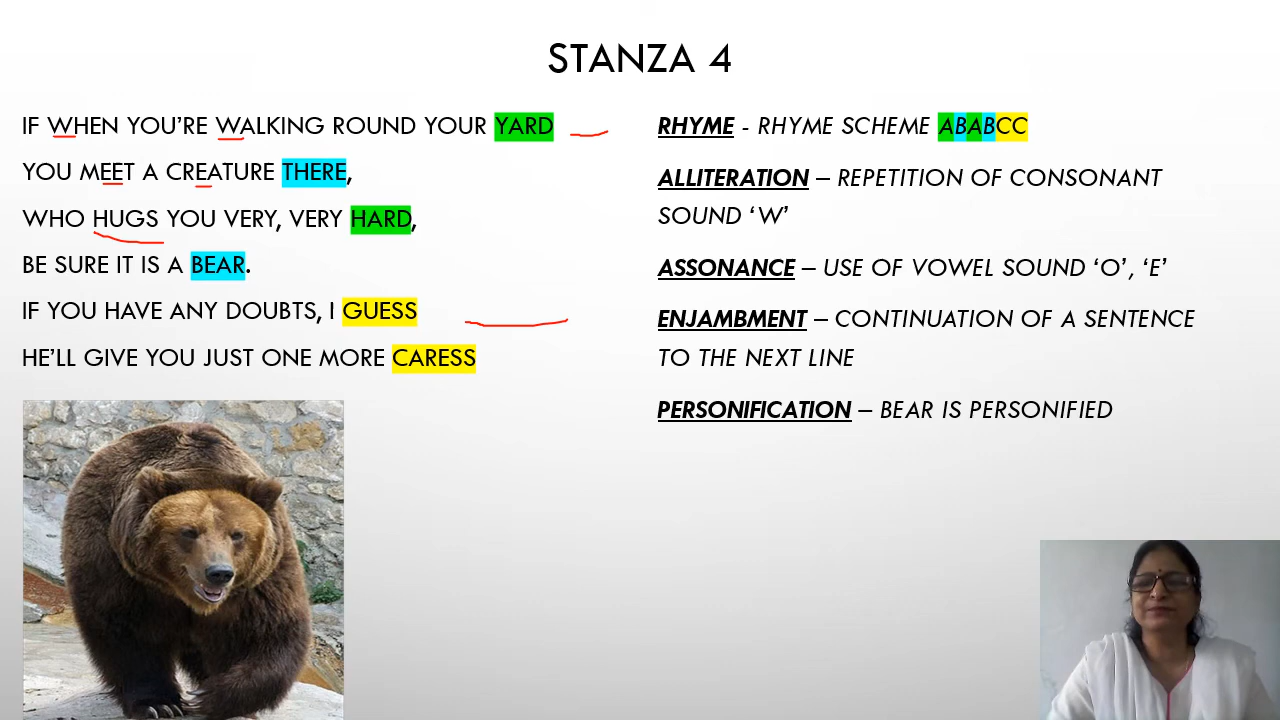 STANZA 4
IF WHEN YOU'RE WALKING ROUND YOUR YARD
YOU MEET A CREATURE THERE,
WHO HUGS YOU VERY, VERY HARD,
BE SURE IT IS A BEAR.
IF YOU HAVE ANY DOUBTS, I GUESS
HE'LL GIVE YOU JUST ONE MORE CARESS
RHYME - RHYME SCHEME ABABCC
ALLITERATION – REPETITION OF CONSONANT
SOUND ‘W’
ASSONANCE – USE OF VOWEL SOUND ‘O’, ‘E’
ENJAMBMENT – CONTINUATION OF A SENTENCE
TO THE NEXT LINE
PERSONIFICATION – BEAR IS PERSONIFIED